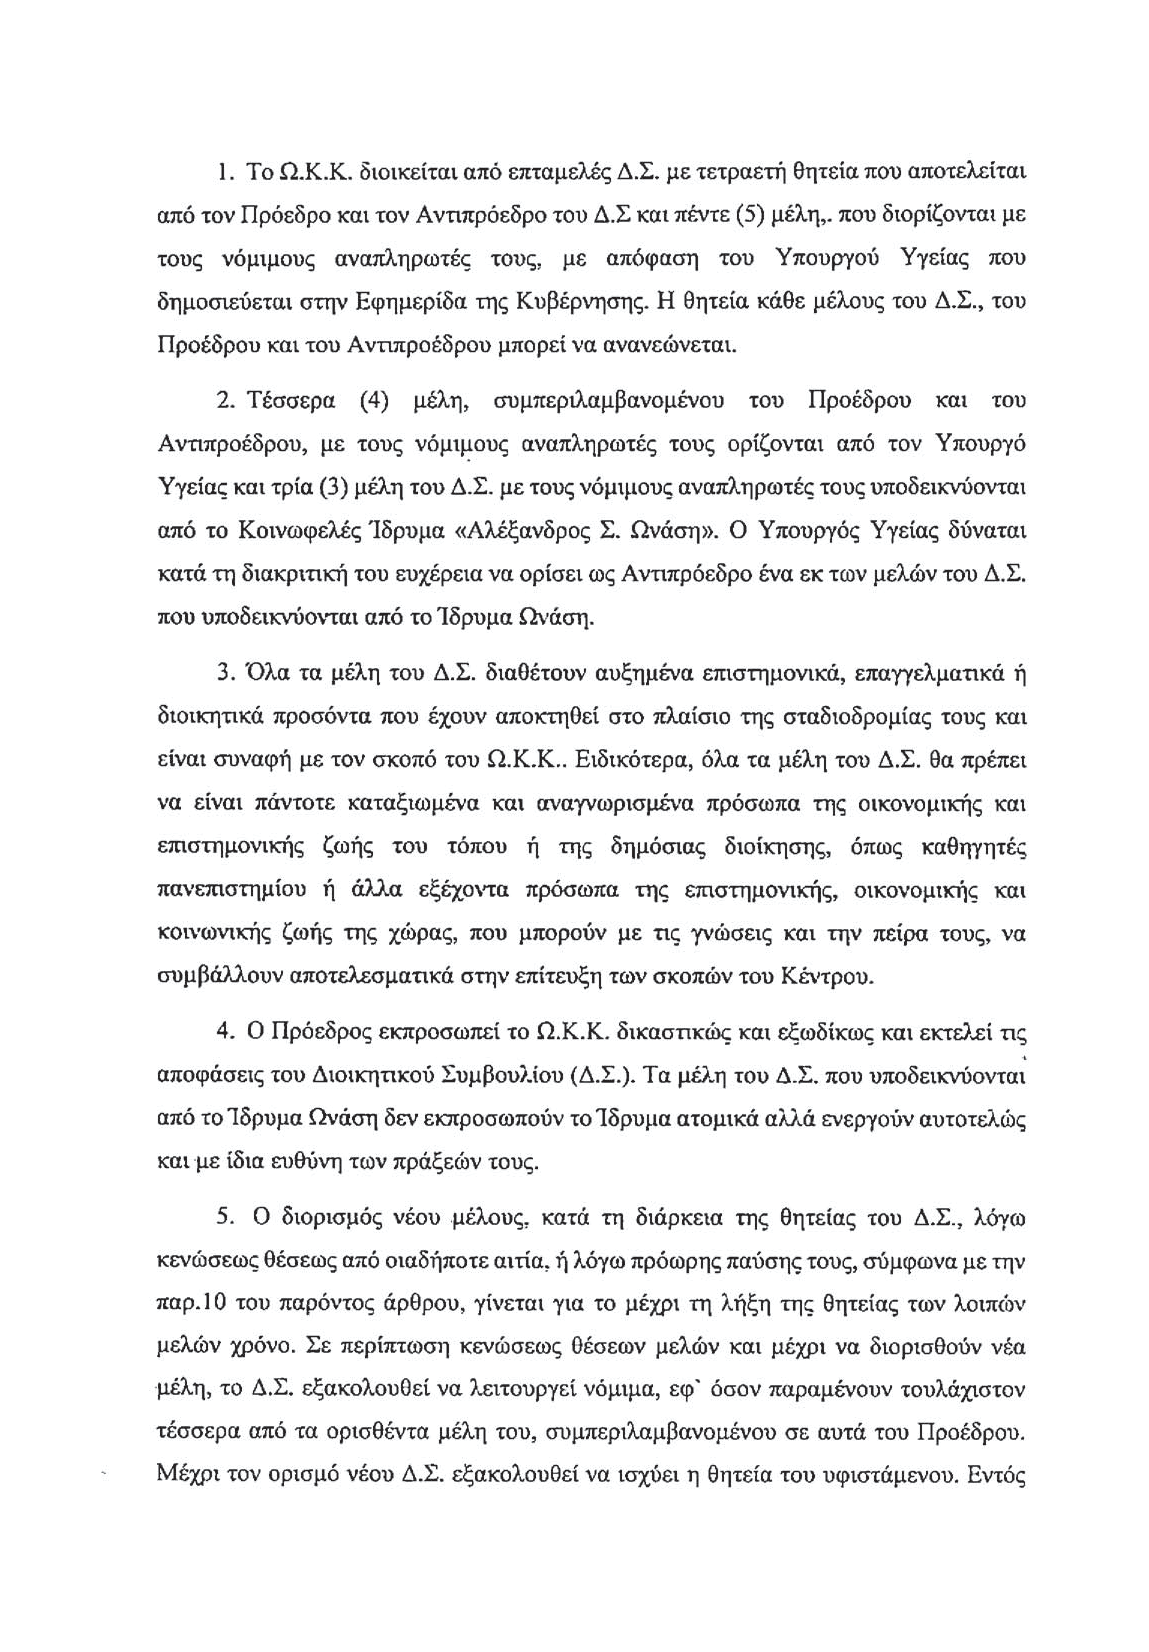 1. Το Ω.Κ.Κ. διοικείται από επταμελές Δ.Σ. με τετραετή θητεία που αποτελείται
από τον Πρόεδρο και τον Αντιπρόεδρο του Δ.Σ και πέντε (5) μέλη,. που διορίζονται με
τους νόμιμους αναπληρωτές τους, με απόφαση του Υπουργού Υγείας που
δημοσιεύεται στην Εφημερίδα της Κυβέρνησης. Η θητεία κάθε μέλους του Δ.Σ., του
Προέδρου και του Αντιπροέδρου μπορεί να ανανεώνεται.
2. Τέσσερα (4) μέλη, συμπεριλαμβανομένου του Προέδρου και του
Αντιπροέδρου, με τους νόμιμους αναπληρωτές τους ορίζονται από τον Υπουργό
Υγείας και τρία (3) μέλη του Δ.Σ. με τους νόμιμους αναπληρωτές τους υποδεικνύονται
από το Κοινωφελές Ίδρυμα «Αλέξανδρος Σ. Ωνάση». Ο Υπουργός Υγείας δύναται
κατά τη διακριτική του ευχέρεια να ορίσει ως Αντιπρόεδρο ένα εκ των μελών του Δ.Σ.
που υποδεικνύονται από το Ίδρυμα Ωνάση.
3. Όλα τα μέλη του Δ.Σ. διαθέτουν αυξημένα επιστημονικά, επαγγελματικά ή
διοικητικά προσόντα που έχουν αποκτηθεί στο πλαίσιο της σταδιοδρομίας τους και
είναι συναφή με τον σκοπό του Ω.Κ.Κ.. Ειδικότερα, όλα τα μέλη του Δ.Σ. θα πρέπει
να είναι πάντοτε καταξιωμένα και αναγνωρισμένα πρόσωπα της οικονομικής και
επιστημονικής ζωής του τόπου ή της δημόσιας διοίκησης, όπως καθηγητές
πανεπιστημίου ή άλλα εξέχοντα πρόσωπα της επιστημονικής, οικονομικής και
κοινωνικής ζωής της χώρας, που μπορούν με τις γνώσεις και την πείρα τους, να
συμβάλλουν αποτελεσματικά στην επίτευξη των σκοπών του Κέντρου.
4. Ο Πρόεδρος εκπροσωπεί το Ω.Κ.Κ. δικαστικώς και εξωδίκως και εκτελεί τις
αποφάσεις του Διοικητικού Συμβουλίου (Δ.Σ.). Τα μέλη του Δ.Σ. που υποδεικνύονται
από το Ίδρυμα Ωνάση δεν εκπροσωπούν το Ίδρυμα ατομικά αλλά ενεργούν αυτοτελώς
και με ίδια ευθύνη των πράξεών τους.
5. Ο διορισμός νέου μέλους, κατά τη διάρκεια της θητείας του Δ.Σ., λόγω
κενώσεως θέσεως από οιαδήποτε αιτία, ή λόγω πρόωρης παύσης τους, σύμφωνα με την
παρ.10 του παρόντος άρθρου, γίνεται για το μέχρι τη λήξη της θητείας των λοιπών
μελών χρόνο. Σε περίπτωση κενώσεως θέσεων μελών και μέχρι να διορισθούν νέα
μέλη, το Δ.Σ. εξακολουθεί να λειτουργεί νόμιμα, εφ` όσον παραμένουν τουλάχιστον
τέσσερα από τα ορισθέντα μέλη του, συμπεριλαμβανομένου σε αυτά του Προέδρου.
Μέχρι τον ορισμό νέου Δ.Σ. εξακολουθεί να ισχύει η θητεία του υφιστάμενου. Εντός